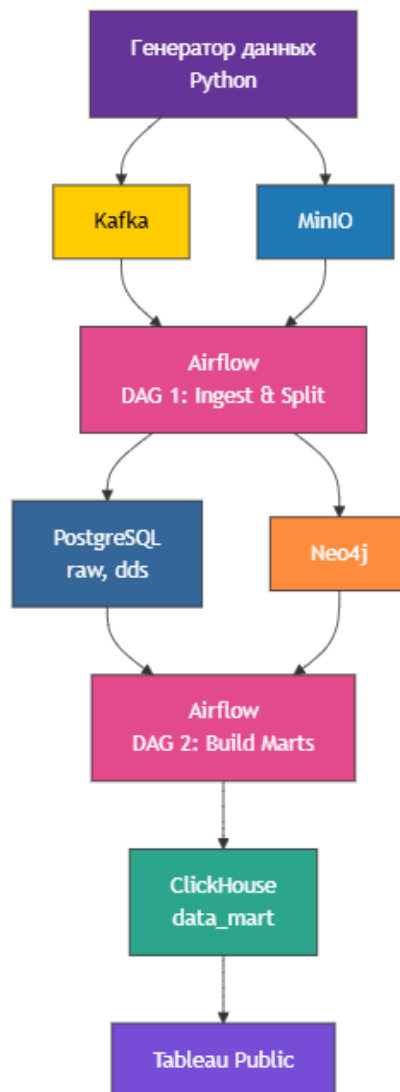 Генератор данных
Python
Kafka
MinIO
Airflow
DAG 1: Ingest & Split
PostgreSQL
raw, dds
Neo4j
Airflow
DAG 2: Build Marts
ClickHouse
data_mart
Tableau Public